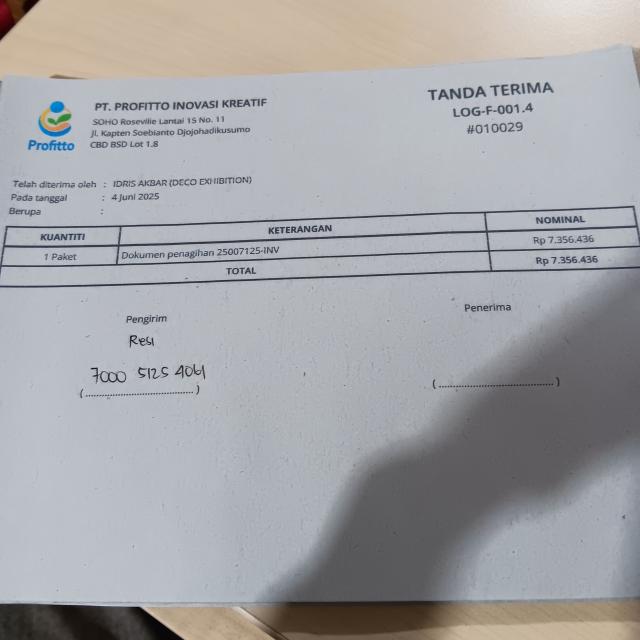 Profitto
PT. PROFITTO INOVASI KREATIF
SOHO Roseville Lantai 15 No. 11
Jl. Kapten Soebianto Djojohadikusumo
CBD BSD Lot 1.8
TANDA TERIMA
LOG-F-001.4
#010029
Telah diterima oleh : IDRIS AKBAR (DECO EXHIBITION)
Pada tanggal : 4 Juni 2025
Berupa :
KUANTITI KETERANGAN NOMINAL
1 Paket Dokumen penagihan 25007125-INV Rp 7.356.436
TOTAL Rp 7.356.436
Pengirim Penerima
Resi
7000 5125 4061
(................................) (................................)